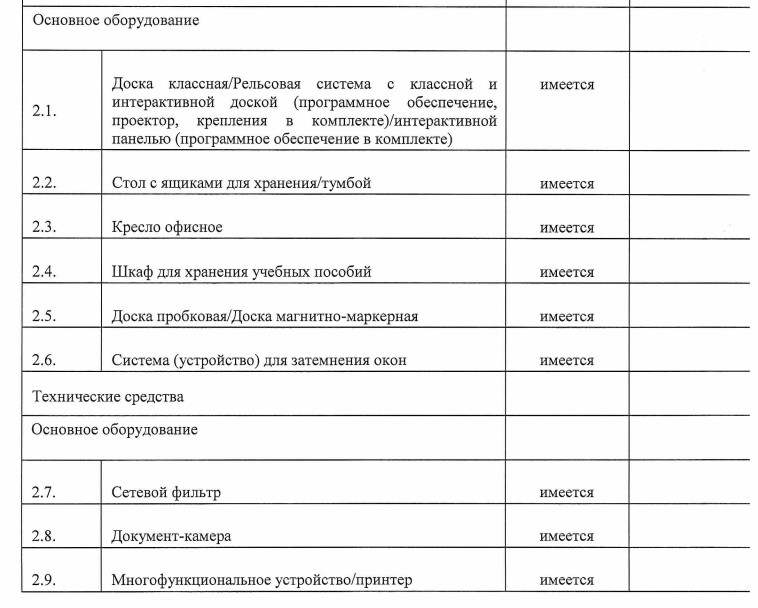 Основное оборудование
2.1.
Доска классная/Рельсовая система с классной и
интерактивной доской (программное обеспечение,
проектор, крепления в комплекте)/интерактивной
панелью (программное обеспечение в комплекте)
имеется
2.2. Стол с ящиками для хранения/тумбой имеется
2.3. Кресло офисное имеется
2.4. Шкаф для хранения учебных пособий имеется
2.5. Доска пробковая/Доска магнитно-маркерная имеется
2.6. Система (устройство) для затемнения окон имеется
Технические средства
Основное оборудование
2.7. Сетевой фильтр имеется
2.8. Документ-камера имеется
2.9. Многофункциональное устройство/принтер имеется